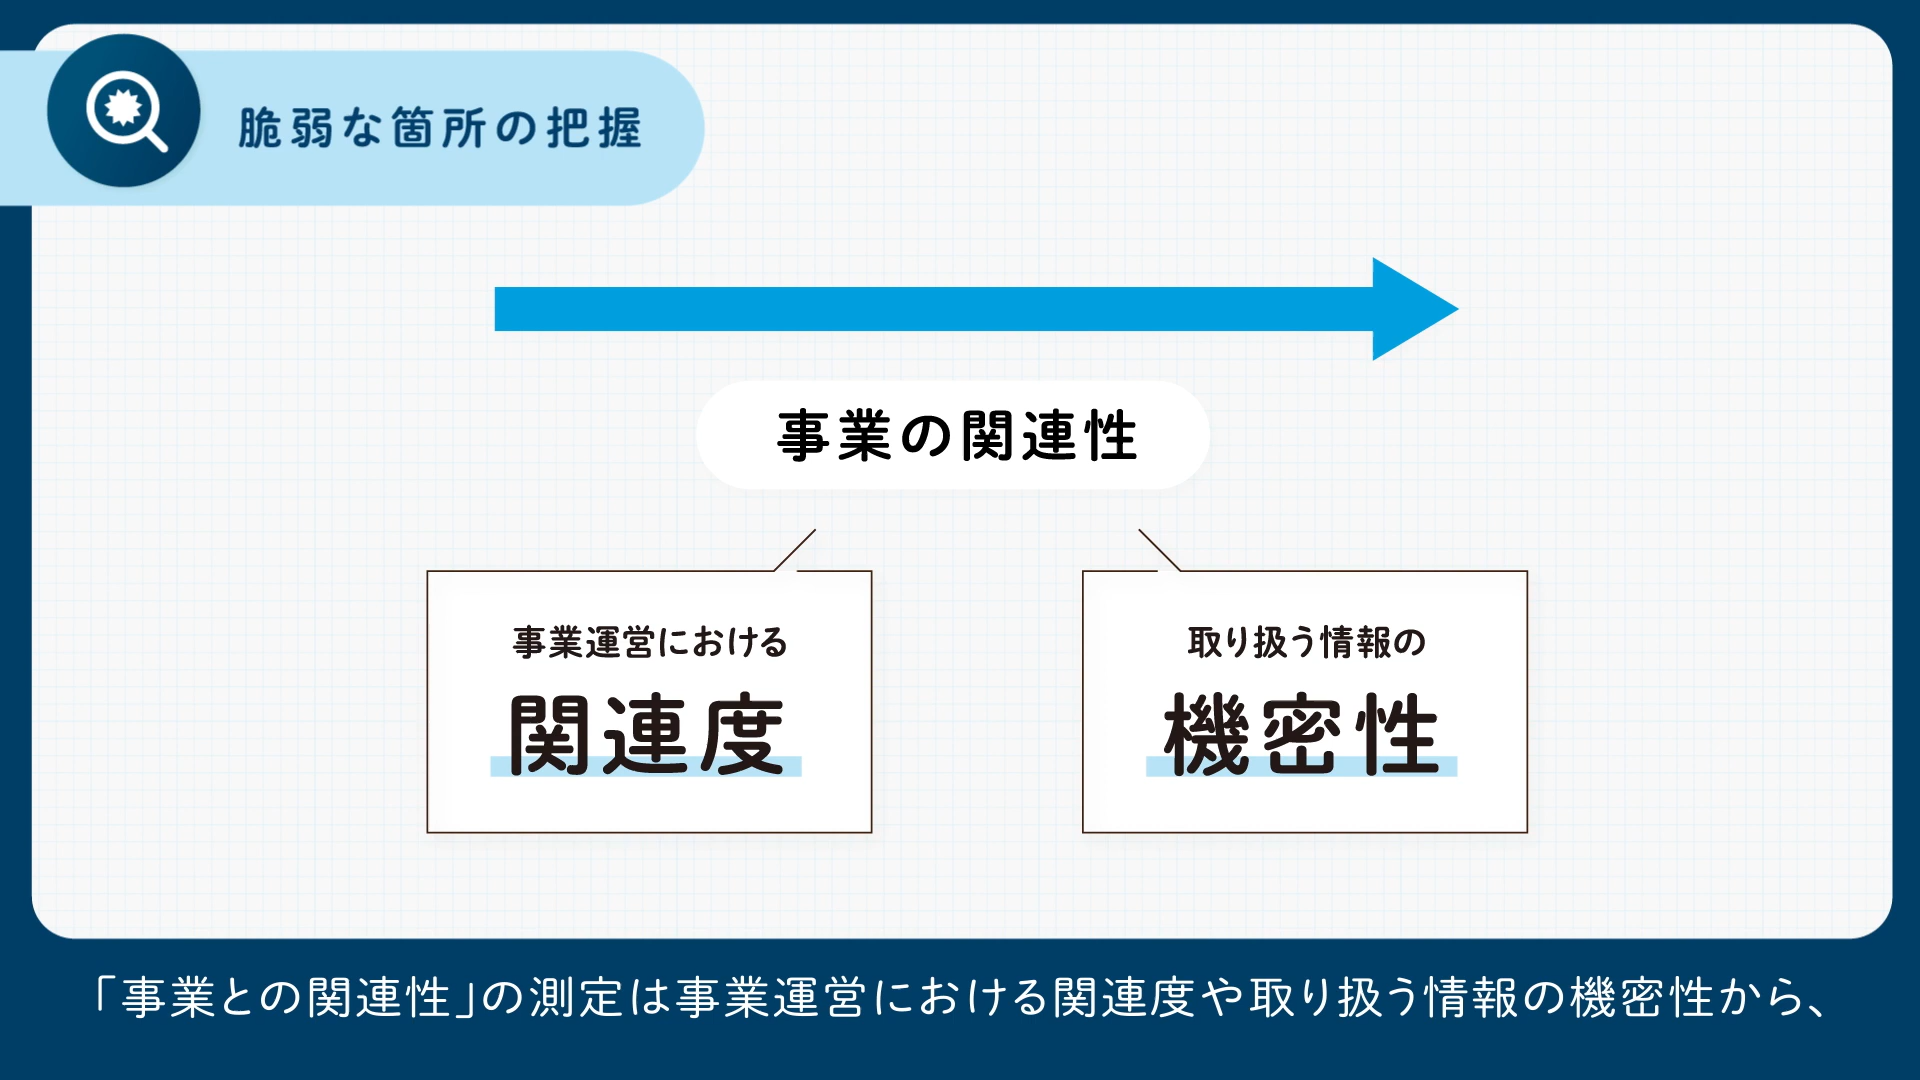 脆弱な箇所の把握
事業の関連性
事業運営における
関連度
取り扱う情報の
機密性
「事業との関連性」の測定は事業運営における関連度や取り扱う情報の機密性から、